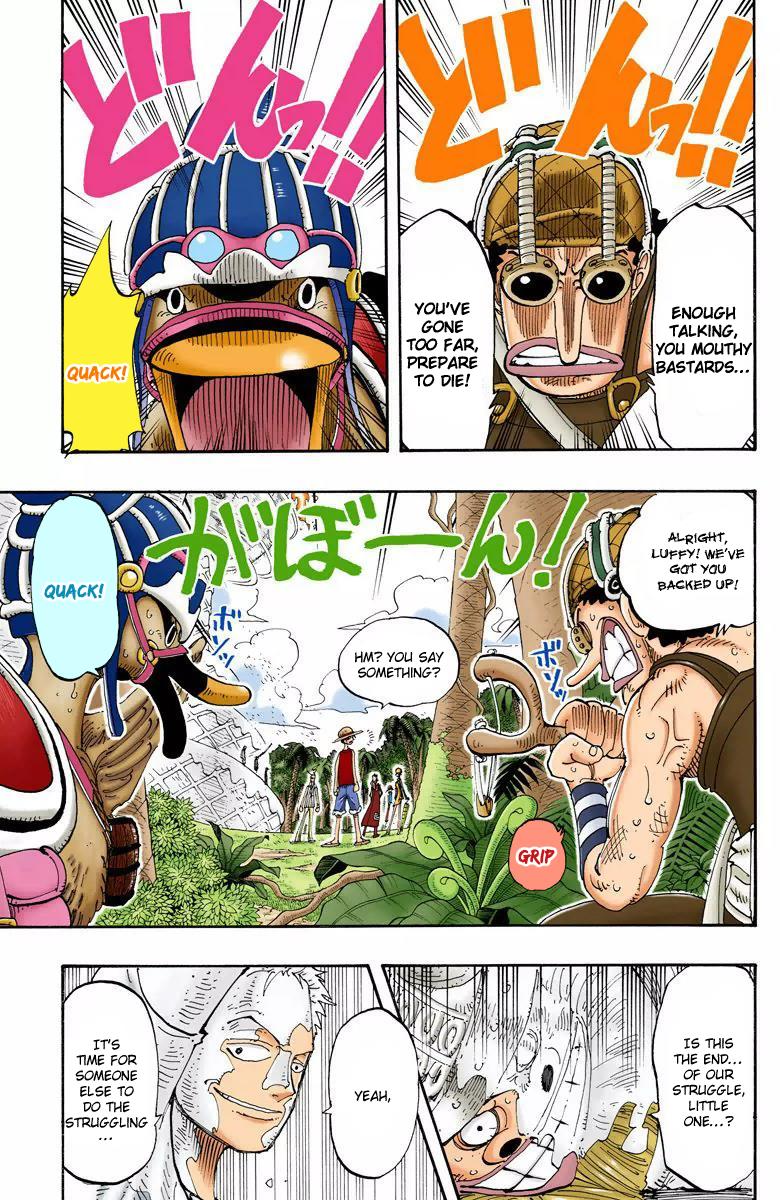 どんっ!!
ENOUGH
TALKING,
YOU MOUTHY
BASTARDS...
YOU'VE
GONE
TOO FAR,
PREPARE
TO DIE!
どんっ!!
QUACK!
ALRIGHT,
LUFFY! WE'VE
GOT YOU
BACKED UP!
がぼーん!
ボソッ
GRIP
HM? YOU SAY
SOMETHING?
ボソッ
QUACK!
IS THIS
THE END...
OF OUR
STRUGGLE,
LITTLE
ONE...?
YEAH,
IT'S
TIME FOR
SOMEONE
ELSE TO
DO THE
STRUGGLING
...